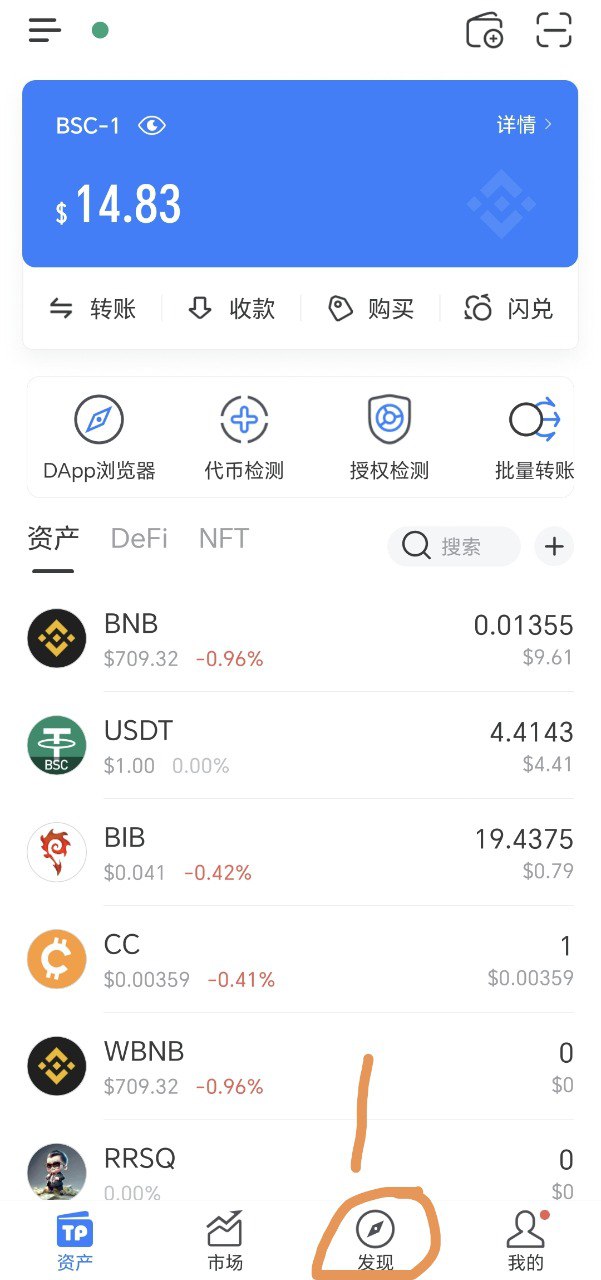 BSC-1 详情 >
$ 14.83
转账 收款 购买 闪兑
DApp浏览器 代币检测 授权检测 批量转账
资产 DeFi NFT 搜索
BNB 0.01355
$709.32 -0.96% $9.61
USDT 4.4143
BSC $1.00 0.00% $4.41
BIB 19.4375
$0.041 -0.42% $0.79
CC 1
$0.00359 -0.41% $0.00359
WBNB 0
$709.32 -0.96% $0
RRSQ 0
0.00% $0
TP
资产 市场 发现 我的